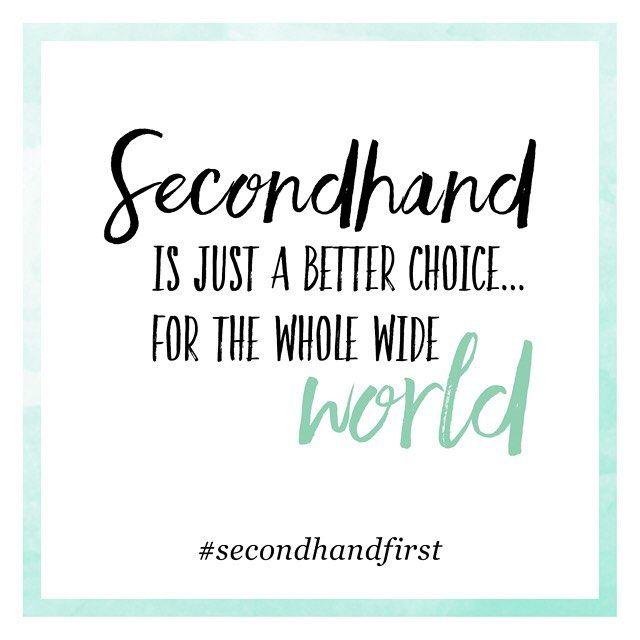 Secondhand
IS JUST A BETTER CHOICE...
FOR THE WHOLE WIDE
world
#secondhandfirst